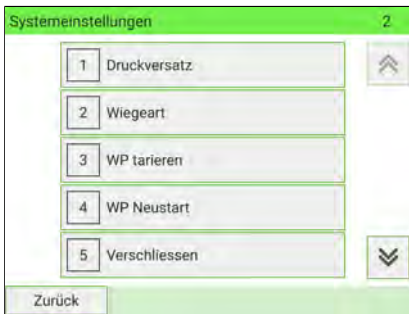 Systemeinstellungen 2
1 Druckversatz
2 Wiegeart
3 WP tarieren
4 WP Neustart
5 Verschliessen
Zurück